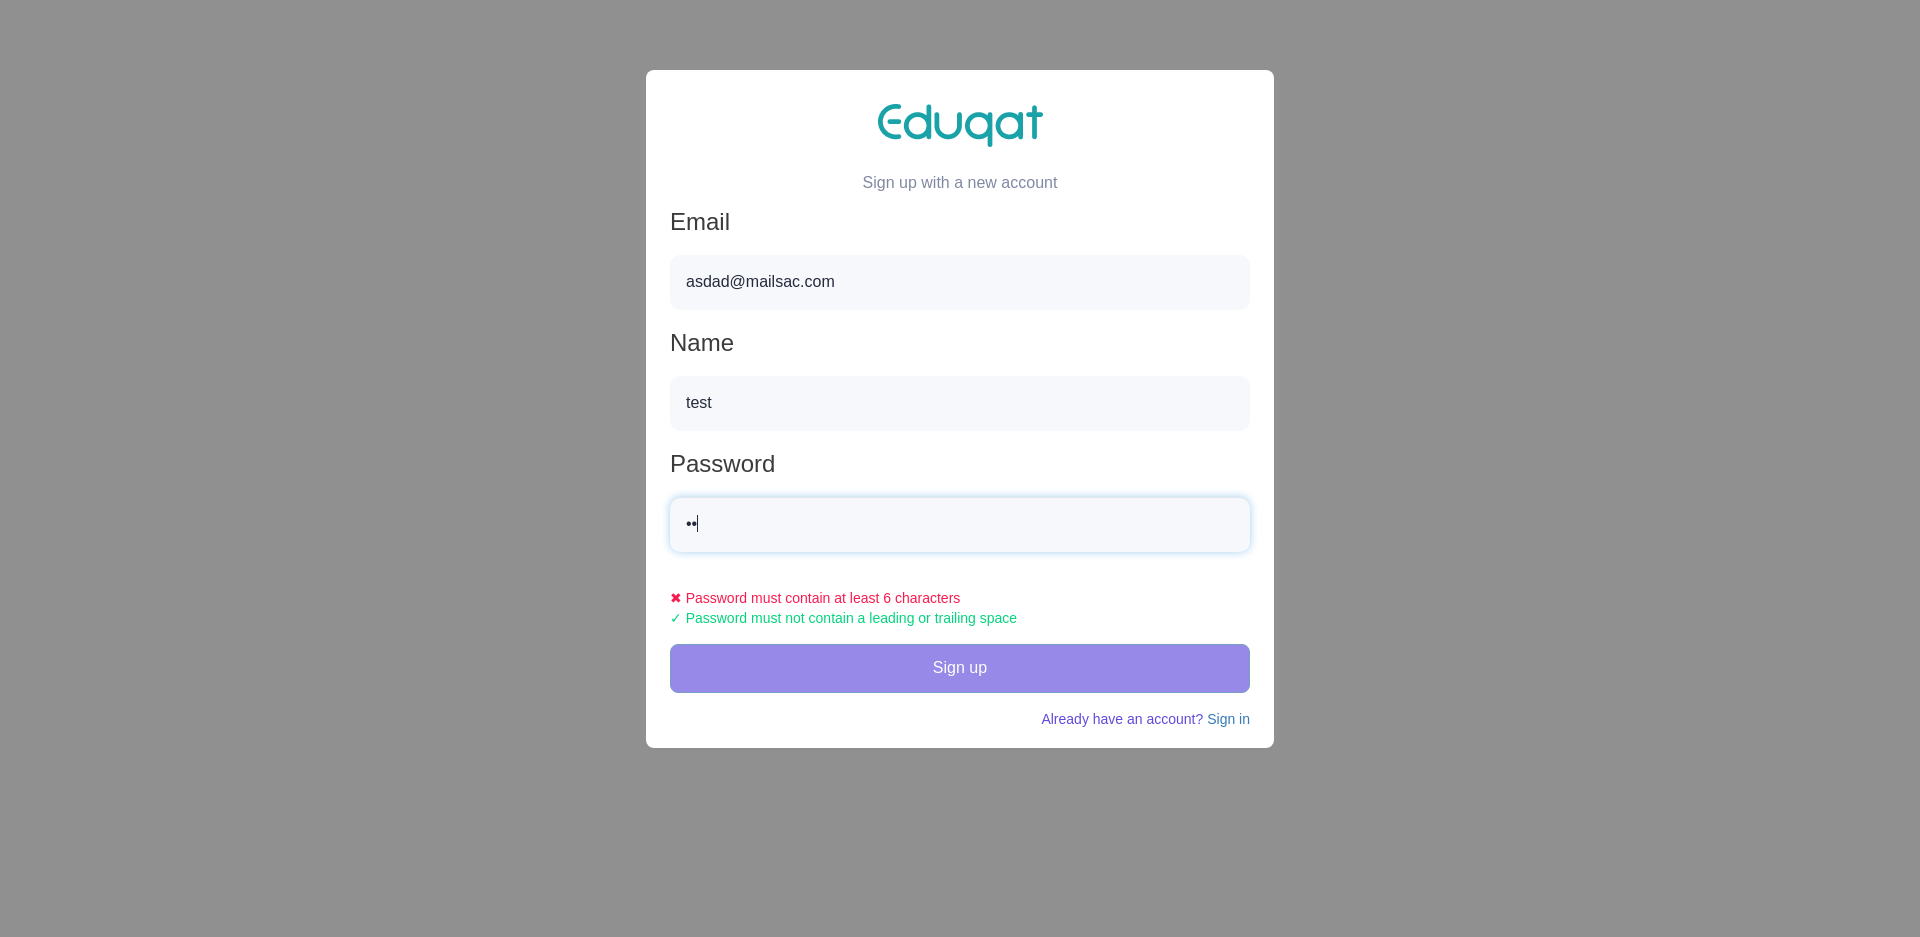 Eduqat
Sign up with a new account
Email
asdad@mailsac.com
Name
test
Password
••
✖ Password must contain at least 6 characters
✓ Password must not contain a leading or trailing space
Sign up
Already have an account? Sign in